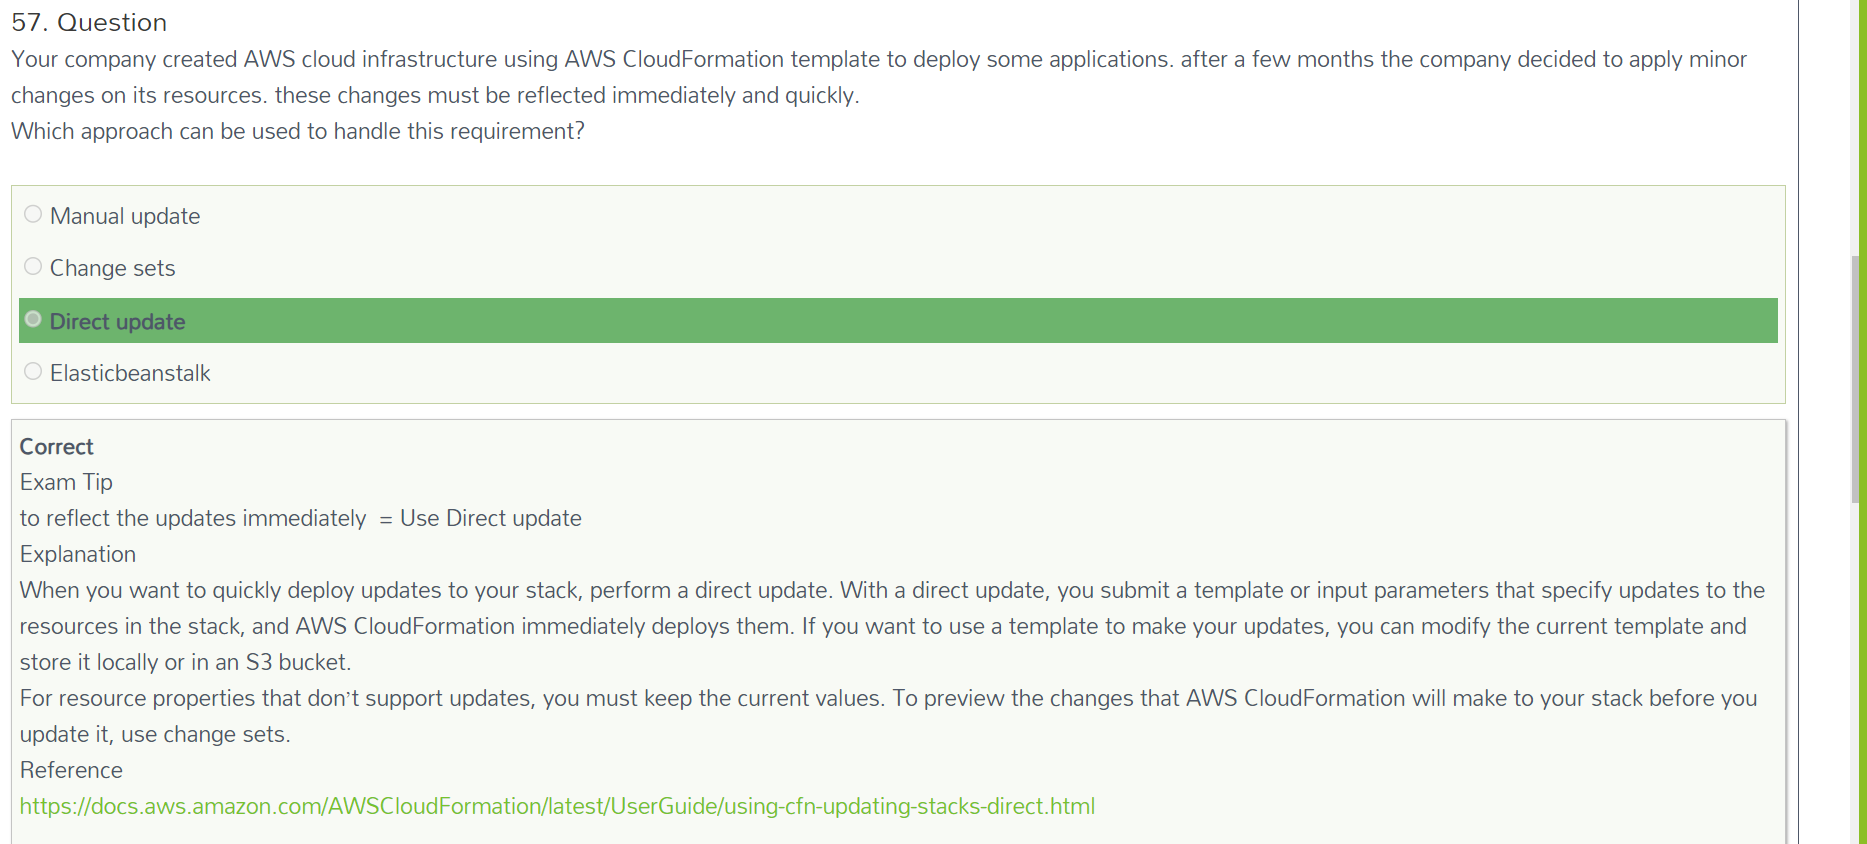 57. Question
Your company created AWS cloud infrastructure using AWS CloudFormation template to deploy some applications. after a few months the company decided to apply minor
changes on its resources. these changes must be reflected immediately and quickly.
Which approach can be used to handle this requirement?
Manual update
Change sets
Direct update
Elasticbeanstalk
Correct
Exam Tip
to reflect the updates immediately  = Use Direct update
Explanation
When you want to quickly deploy updates to your stack, perform a direct update. With a direct update, you submit a template or input parameters that specify updates to the
resources in the stack, and AWS CloudFormation immediately deploys them. If you want to use a template to make your updates, you can modify the current template and
store it locally or in an S3 bucket.
For resource properties that don’t support updates, you must keep the current values. To preview the changes that AWS CloudFormation will make to your stack before you
update it, use change sets.
Reference
https://docs.aws.amazon.com/AWSCloudFormation/latest/UserGuide/using-cfn-updating-stacks-direct.html